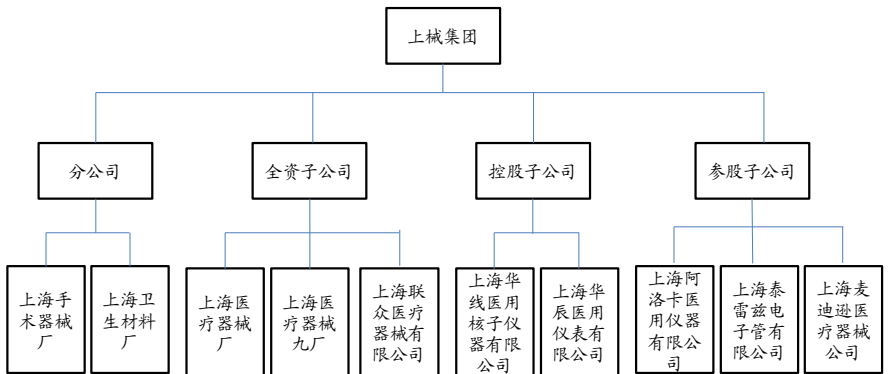 上械集团
分公司
全资子公司
控股子公司
参股子公司
上海手
术器械
厂
上海卫
生材料
厂
上海医
疗器械
厂
上海医
疗器械
九厂
上海联
众医疗
器械有
限公司
上海华
线医用
核子仪
器有限
公司
上海华
辰医用
仪表有
限公司
上海阿
洛卡医
用仪器
有限公
司
上海泰
雷兹电
子管有
限公司
上海麦
迪逊医
疗器械
公司